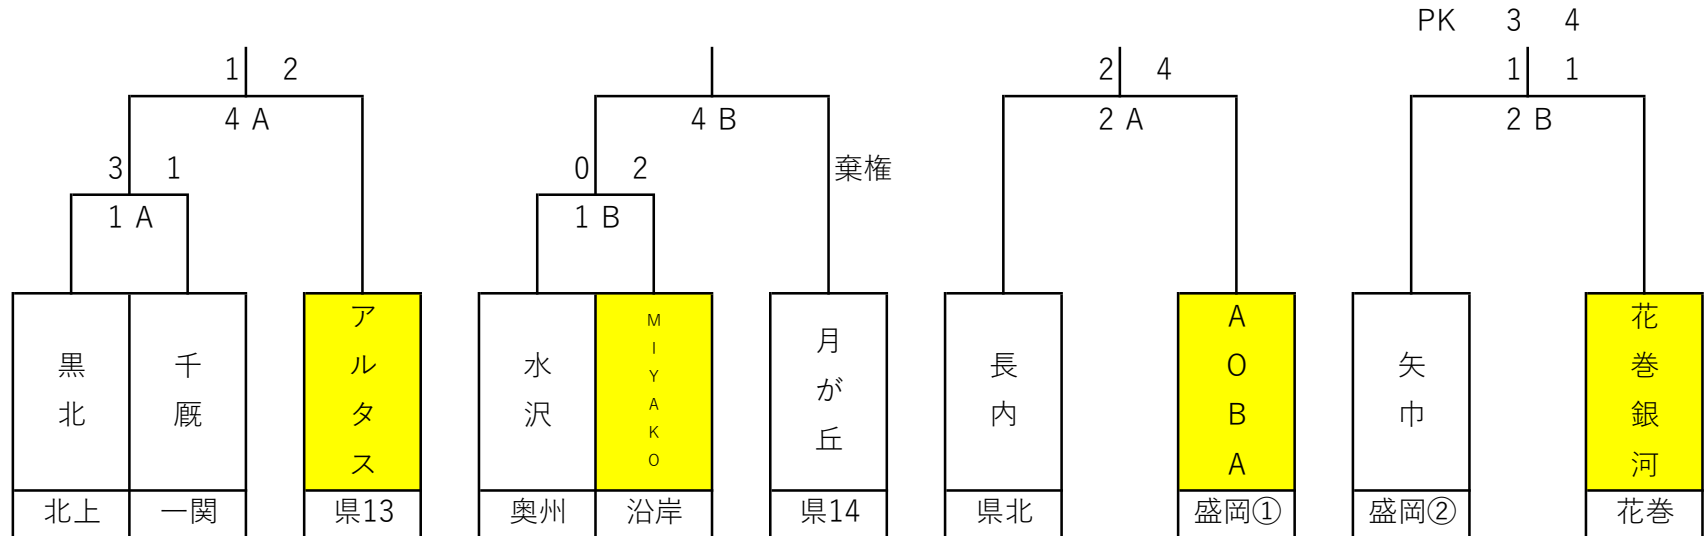 PK 3 4
1 2
2 4
1 1
4 A
4 B
2 A
2 B
3 1
0 2
棄権
1 A
1 B
黒北
千厩
アルタス
水沢
MIYAKO
月が丘
長内
AOBA
矢巾
花巻銀河
北上
一関
県13
奥州
沿岸
県14
県北
盛岡①
盛岡②
花巻